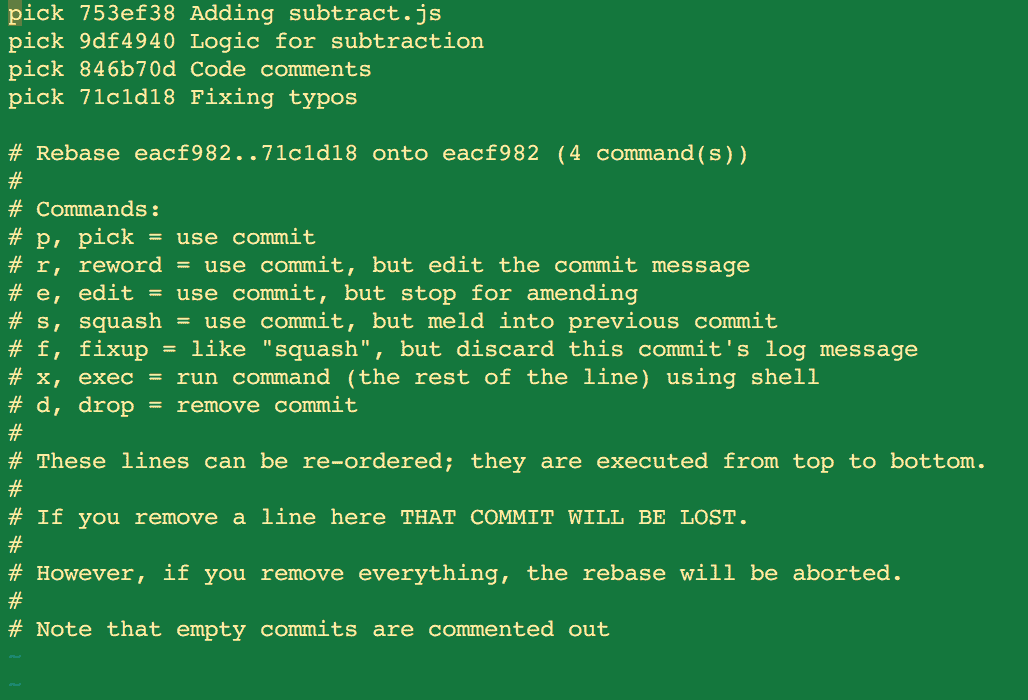 pick 753ef38 Adding subtract.js
pick 9df4940 Logic for subtraction
pick 846b70d Code comments
pick 71c1d18 Fixing typos
# Rebase eacf982..71c1d18 onto eacf982 (4 command(s))
#
# Commands:
# p, pick = use commit
# r, reword = use commit, but edit the commit message
# e, edit = use commit, but stop for amending
# s, squash = use commit, but meld into previous commit
# f, fixup = like "squash", but discard this commit's log message
# x, exec = run command (the rest of the line) using shell
# d, drop = remove commit
#
# These lines can be re-ordered; they are executed from top to bottom.
#
# If you remove a line here THAT COMMIT WILL BE LOST.
#
# However, if you remove everything, the rebase will be aborted.
#
# Note that empty commits are commented out
~
~